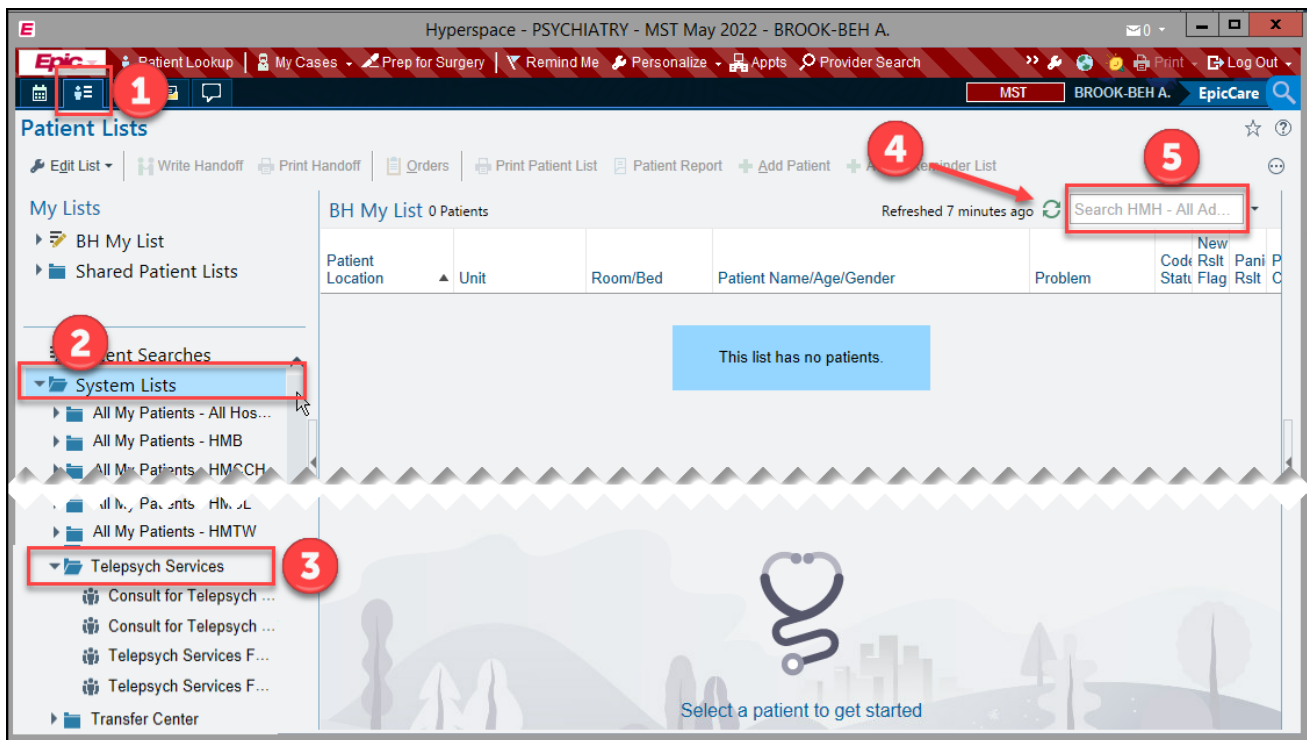 Hyperspace - PSYCHIATRY - MST May 2022 - BROOK-BEH A.
0
Epic Patient Lookup My Cases Prep for Surgery Remind Me Personalize Appts Provider Search Print Log Out
1
MST BROOK-BEH A. EpicCare
Patient Lists
4
5
Edit List Write Handoff Print Handoff Orders Print Patient List Patient Report Add Patient
My Lists
BH My List 0 Patients
Refreshed 7 minutes ago
Search HMH - All Ad...
BH My List
Shared Patient Lists
Patient Location
Unit
Room/Bed
Patient Name/Age/Gender
Problem
Code Statu
New Rslt Flag
Pani Rslt
P C
2
Searches
System Lists
This list has no patients.
All My Patients - All Hos...
All My Patients - HMB
All My Patients - HMCCH
All My Patients - HMTW
Telepsych Services
3
Consult for Telepsych ...
Consult for Telepsych ...
Telepsych Services F...
Telepsych Services F...
Transfer Center
Select a patient to get started